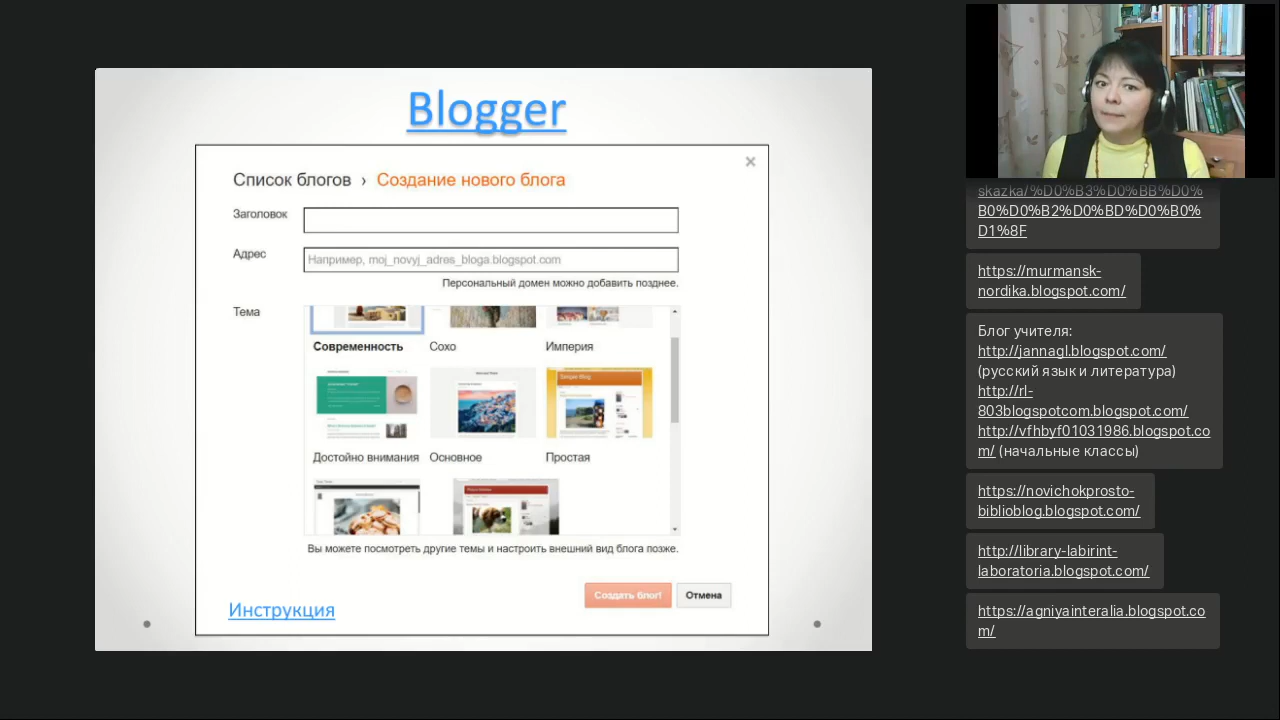 Blogger
Список блогов › Создание нового блога
Заголовок
Адрес
Например, moj_novyj_adres_bloga.blogspot.com
Персональный домен можно добавить позднее.
Тема
Современность Сохо Империя
Simple Blog
Достойно внимания Основное Простая
Вы можете посмотреть другие темы и настроить внешний вид блога позже.
Создать блог! Отмена
Инструкция
skazka/%D0%B3%D0%BB%D0%
B0%D0%B2%D0%BD%D0%B0%
D1%8F
https://murmansk-
nordika.blogspot.com/
Блог учителя:
http://jannagl.blogspot.com/
(русский язык и литература)
http://rl-
803blogspotcom.blogspot.com/
http://vfhbyf01031986.blogspot.co
m/ (начальные классы)
https://novichokprosto-
biblioblog.blogspot.com/
http://library-labirint-
laboratoria.blogspot.com/
https://agniyainteralia.blogspot.co
m/